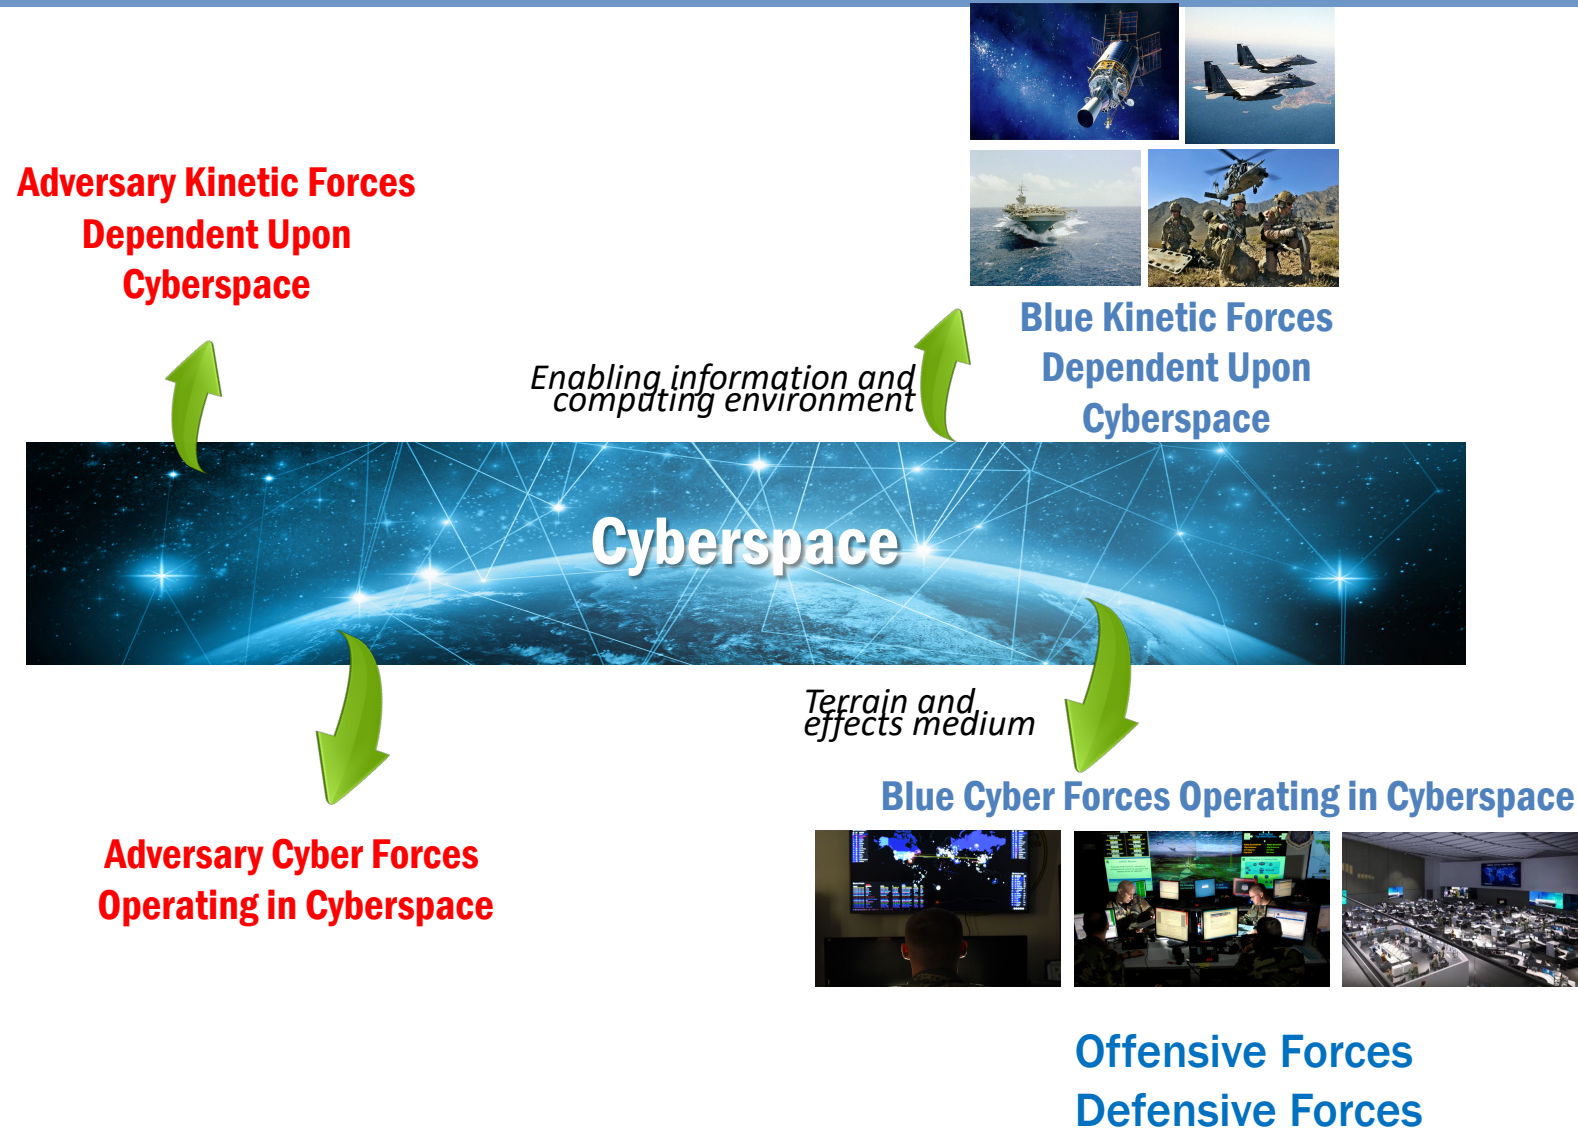 Adversary Kinetic Forces
Dependent Upon
Cyberspace
Blue Kinetic Forces
Dependent Upon
Cyberspace
Enabling information and
computing environment
Cyberspace
Terrain and
effects medium
Blue Cyber Forces Operating in Cyberspace
Adversary Cyber Forces
Operating in Cyberspace
Offensive Forces
Defensive Forces